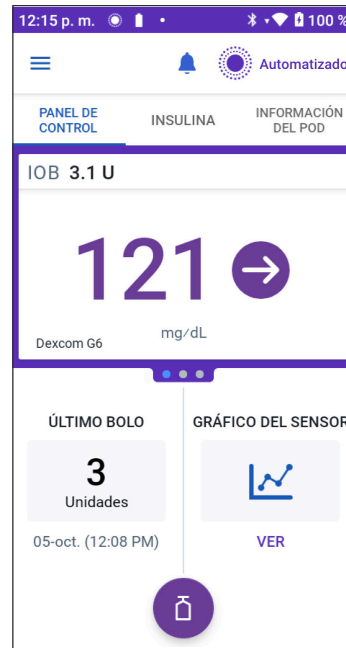 12:15 p. m. 100 %
Automatizado
PANEL DE
CONTROL
INSULINA
INFORMACIÓN
DEL POD
IOB 3.1 U
121
mg/dL
Dexcom G6
ÚLTIMO BOLO
3
Unidades
05-oct. (12:08 PM)
GRÁFICO DEL SENSOR
VER